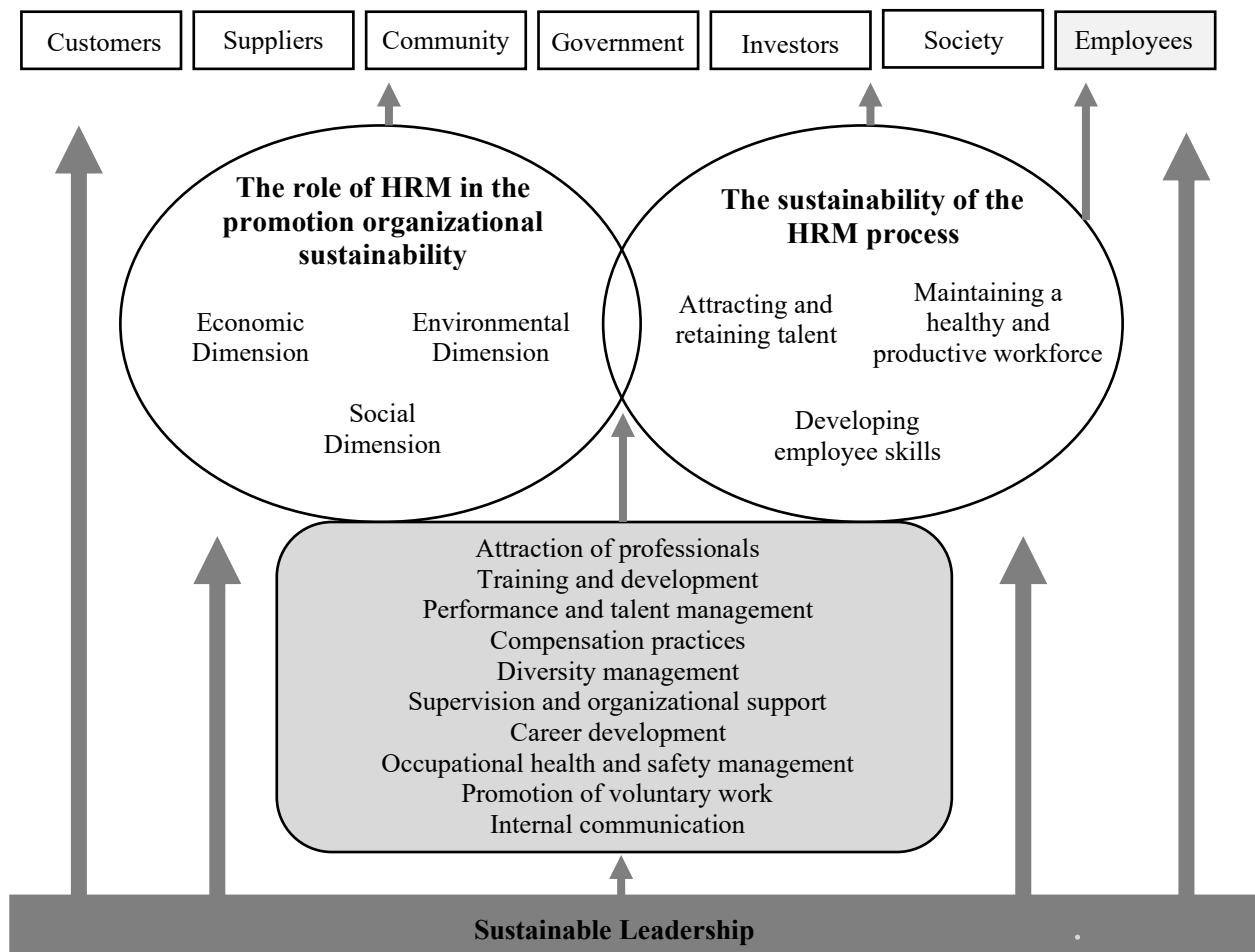 Customers
Suppliers
Community
Government
Investors
Society
Employees
The role of HRM in the
promotion organizational
sustainability
Economic
Dimension
Environmental
Dimension
Social
Dimension
The sustainability of the
HRM process
Attracting and
retaining talent
Maintaining a
healthy and
productive workforce
Developing
employee skills
Attraction of professionals
Training and development
Performance and talent management
Compensation practices
Diversity management
Supervision and organizational support
Career development
Occupational health and safety management
Promotion of voluntary work
Internal communication
Sustainable Leadership